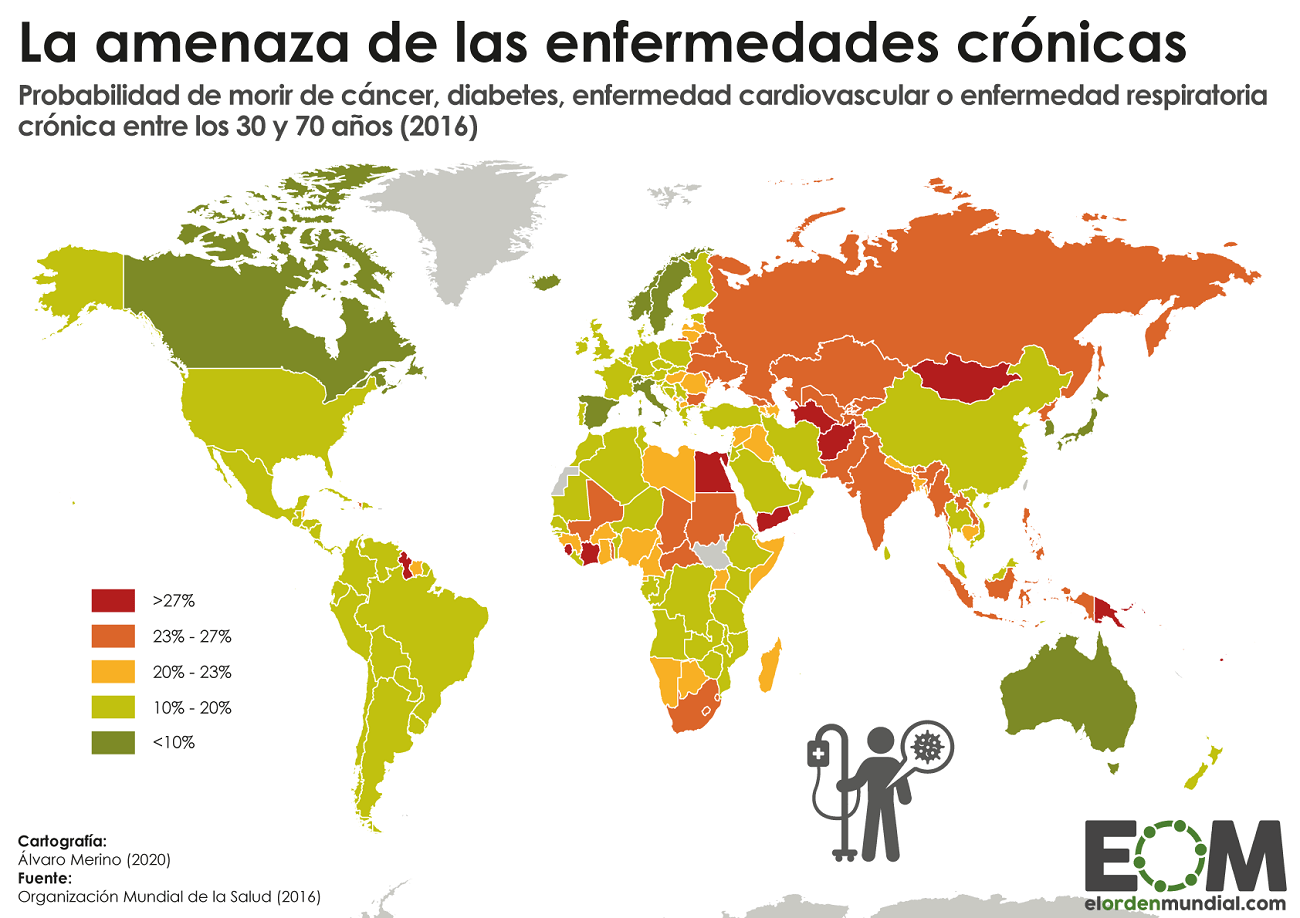 La amenaza de las enfermedades crónicas
Probabilidad de morir de cáncer, diabetes, enfermedad cardiovascular o enfermedad respiratoria
crónica entre los 30 y 70 años (2016)
>27%
23% - 27%
20% - 23%
10% - 20%
<10%
Cartografía:
Álvaro Merino (2020)
Fuente:
Organización Mundial de la Salud (2016)
EOM
elordenmundial.com